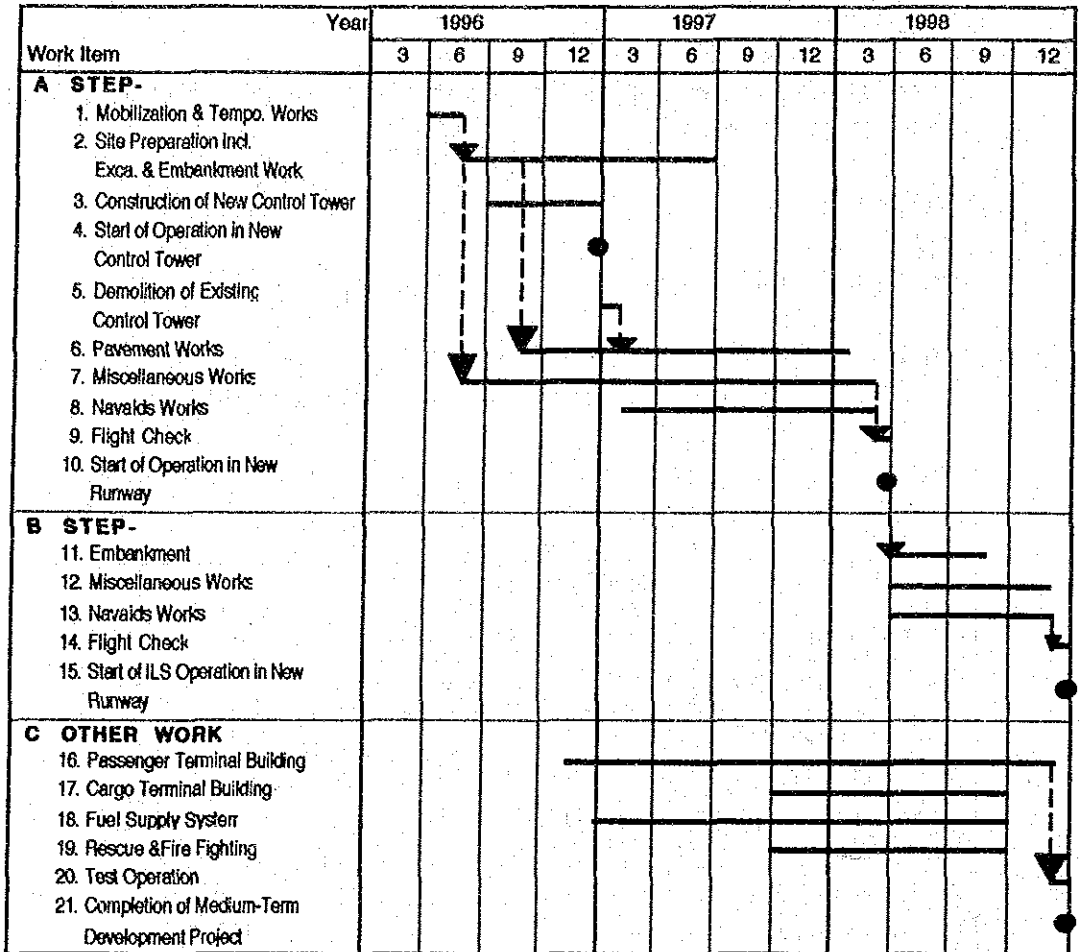 Year 1996 1997 1998
Work Item 3 6 9 12 3 6 9 12 3 6 9 12
A STEP-
1. Mobilization & Tempo. Works
2. Site Preparation Incl.
Exca. & Embankment Work
3. Construction of New Control Tower
4. Start of Operation in New
Control Tower
5. Demolition of Existing
Control Tower
6. Pavement Works
7. Miscellaneous Works
8. Navaids Works
9. Flight Check
10. Start of Operation in New
Runway
B STEP-
11. Embankment
12. Miscellaneous Works
13. Navaids Works
14. Flight Check
15. Start of ILS Operation in New
Runway
C OTHER WORK
16. Passenger Terminal Building
17. Cargo Terminal Building
18. Fuel Supply System
19. Rescue &Fire Fighting
20. Test Operation
21. Completion of Medium-Term
Development Project